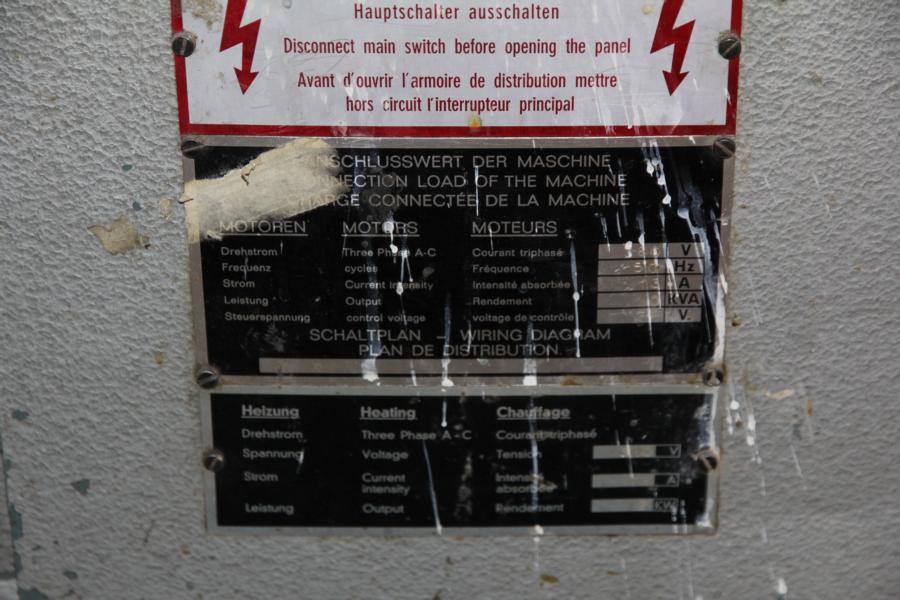 Hauptschalter ausschalten
Disconnect main switch before opening the panel
Avant d'ouvrir l'armoire de distribution mettre
hors circuit l'interrupteur principal
ANSCHLUSSWERT DER MASCHINE
CONNECTION LOAD OF THE MACHINE
CHARGE CONNECTÉE DE LA MACHINE
MOTOREN MOTORS MOTEURS
Drehstrom Three Phase A-C Courant triphasé V
Frequenz cycles Fréquence Hz
Strom Current intensity Intensité absorbée A
Leistung Output Rendement KVA
Steuerspannung control voltage voltage de contrôle V.
SCHALTPLAN - WIRING DIAGRAM
PLAN DE DISTRIBUTION
Heizung Heating Chauffage
Drehstrom Three Phase A-C Courant triphasé
Spannung Voltage Tension V
Strom Current intensity Intensité absorbée A
Leistung Output Rendement KW